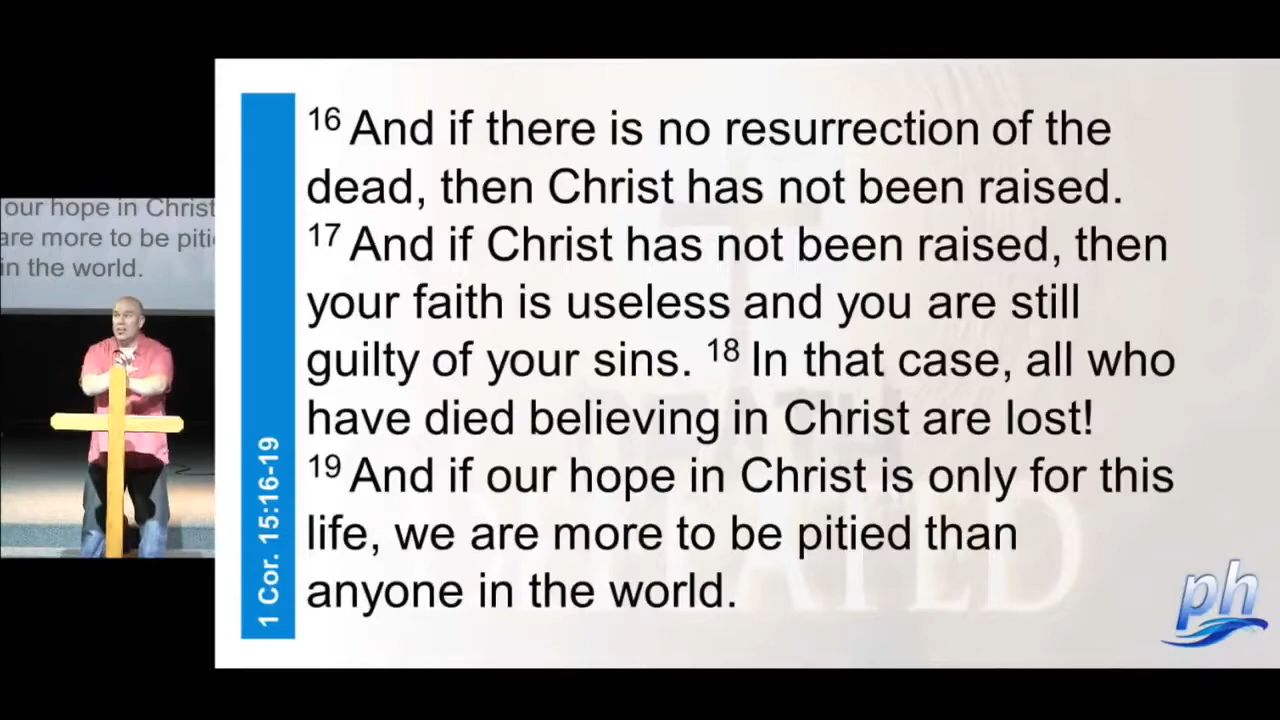 16 And if there is no resurrection of the
dead, then Christ has not been raised.
17 And if Christ has not been raised, then
your faith is useless and you are still
guilty of your sins. 18 In that case, all who
have died believing in Christ are lost!
19 And if our hope in Christ is only for this
life, we are more to be pitied than
anyone in the world.
1 Cor. 15:16-19
ph
our hope in Christ
are more to be piti
in the world.
DEATH
DEFEATED